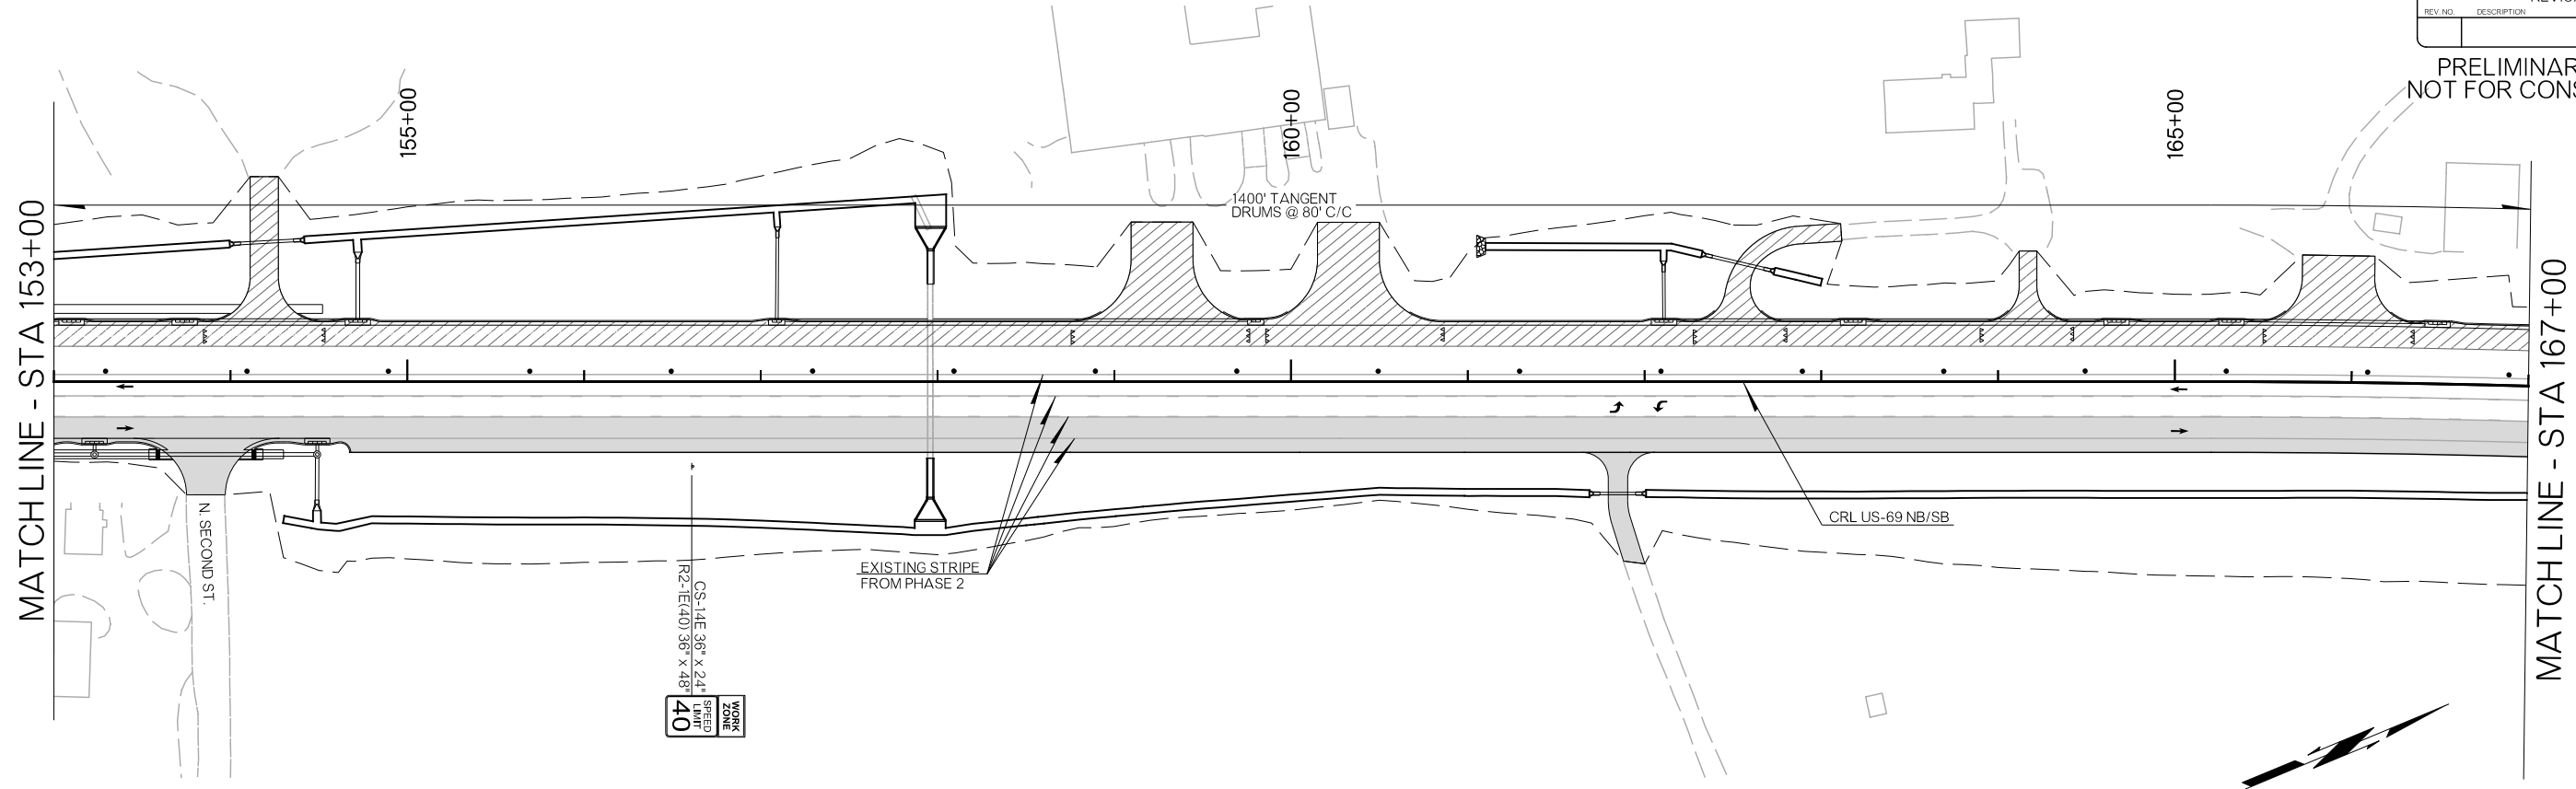 REV. NO. DESCRIPTION
PRELIMINAR
NOT FOR CONS
MATCHLINE - STA 153+00
155+00
160+00
165+00
1400' TANGENT
DRUMS @ 80' C/C
MATCHLINE - STA 167+00
N. SECOND ST.
CS-14E 36" x 24"
R2-1E(40) 36" x 48"
WORK
ZONE
SPEED
LIMIT
40
EXISTING STRIPE
FROM PHASE 2
CRL US-69 NB/SB